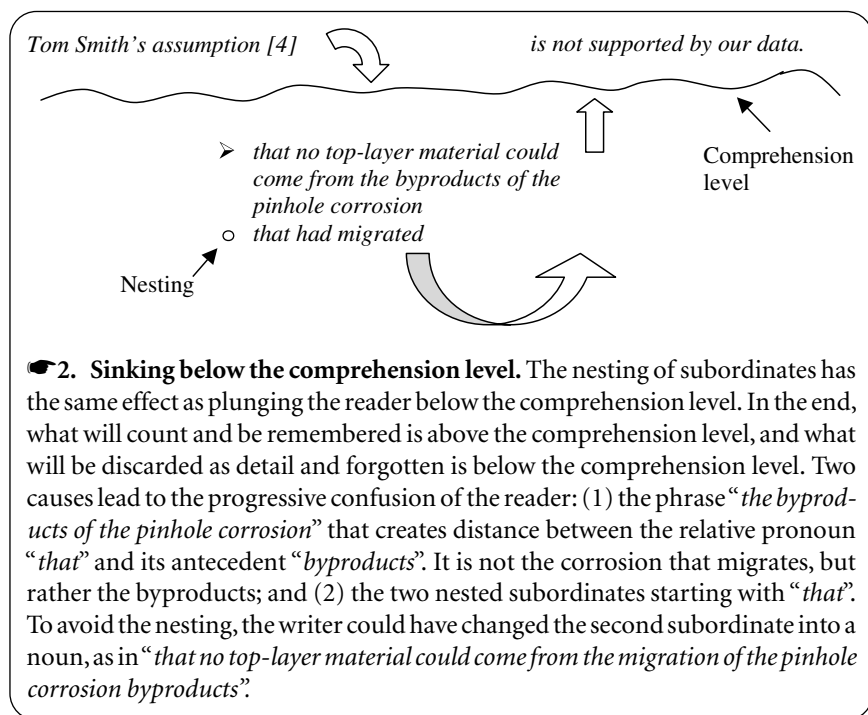 Tom Smith's assumption [4] is not supported by our data.
➢ that no top-layer material could
come from the byproducts of the
pinhole corrosion
○ that had migrated
Comprehension
level
Nesting
☛2. Sinking below the comprehension level. The nesting of subordinates has
the same effect as plunging the reader below the comprehension level. In the end,
what will count and be remembered is above the comprehension level, and what
will be discarded as detail and forgotten is below the comprehension level. Two
causes lead to the progressive confusion of the reader: (1) the phrase “the byprod-
ucts of the pinhole corrosion” that creates distance between the relative pronoun
“that” and its antecedent “byproducts”. It is not the corrosion that migrates, but
rather the byproducts; and (2) the two nested subordinates starting with “that”.
To avoid the nesting, the writer could have changed the second subordinate into a
noun, as in “that no top-layer material could come from the migration of the pinhole
corrosion byproducts”.